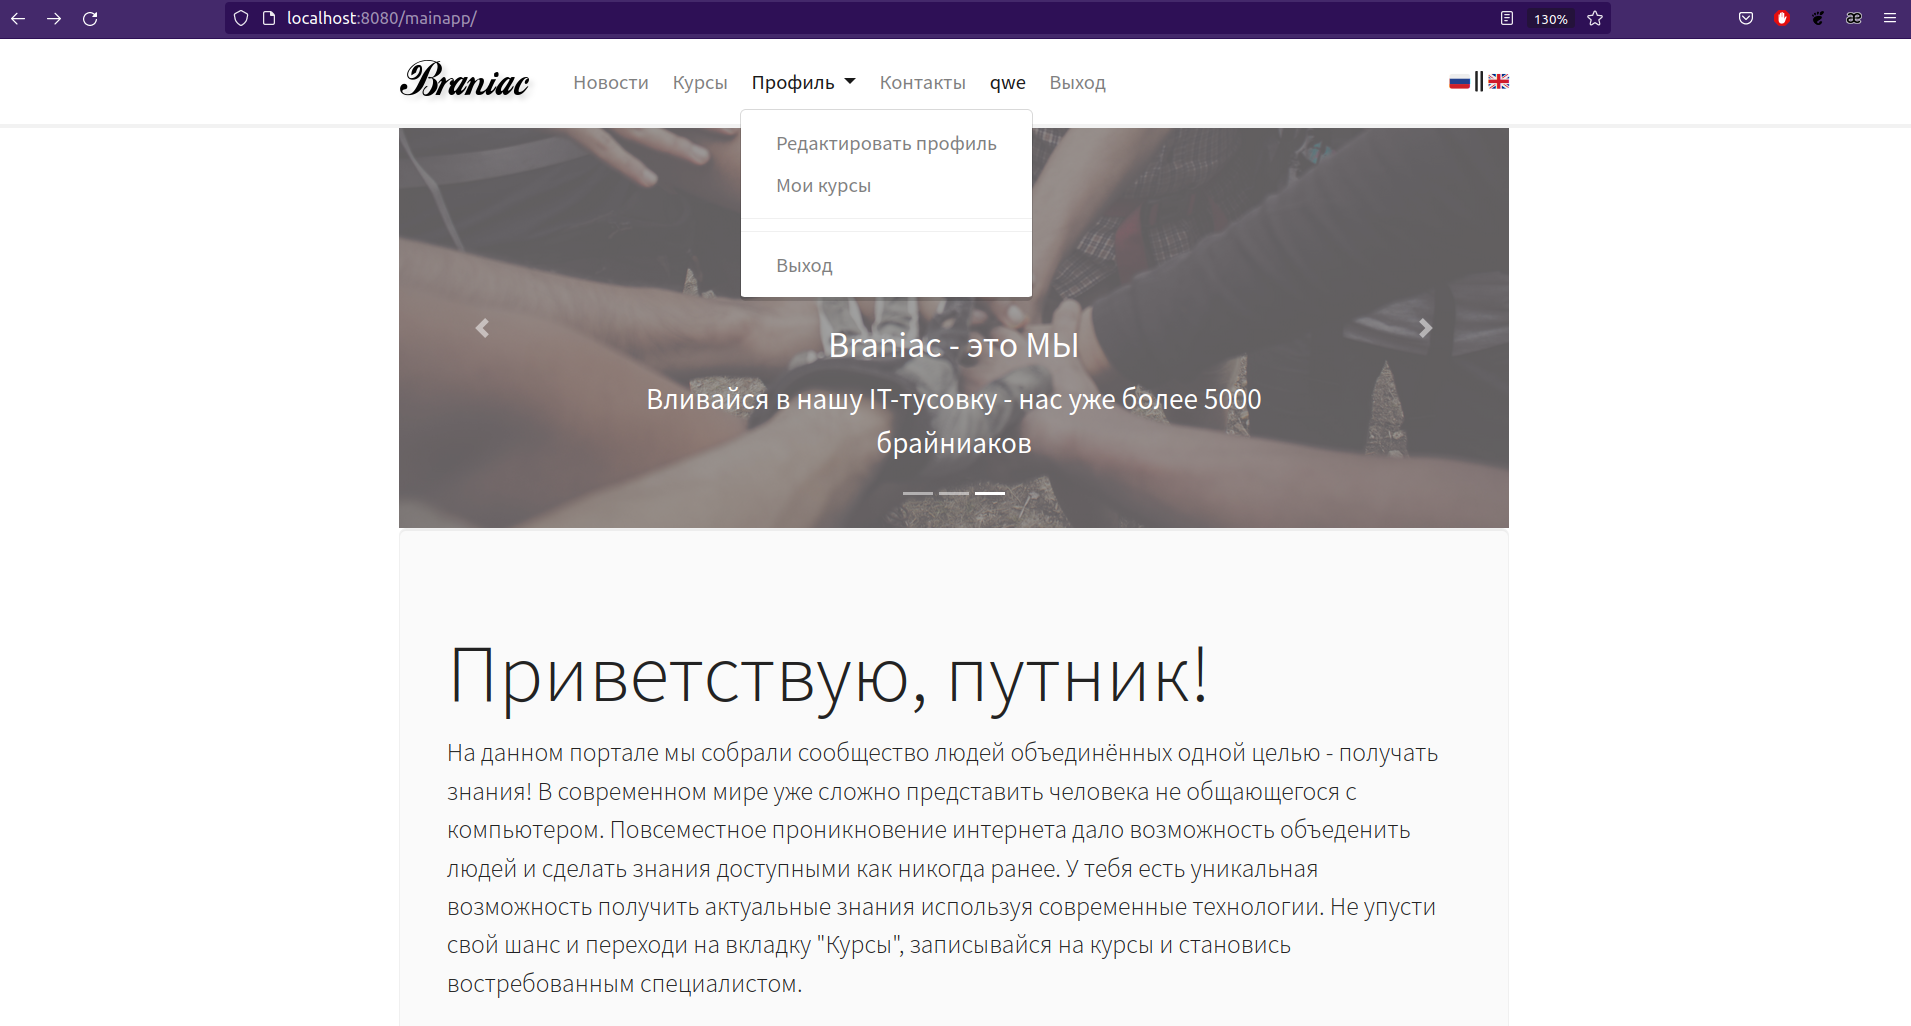 localhost:8080/mainapp/
130%
Braniac
Новости
Курсы
Профиль
Контакты
qwe
Выход
Редактировать профиль
Мои курсы
Выход
Braniac - это МЫ
Вливайся в нашу IT-тусовку - нас уже более 5000
брайниаков
Приветствую, путник!
На данном портале мы собрали сообщество людей объединённых одной целью - получать
знания! В современном мире уже сложно представить человека не общающегося с
компьютером. Повсеместное проникновение интернета дало возможность объеденить
людей и сделать знания доступными как никогда ранее. У тебя есть уникальная
возможность получить актуальные знания используя современные технологии. Не упусти
свой шанс и переходи на вкладку "Курсы", записывайся на курсы и становись
востребованным специалистом.